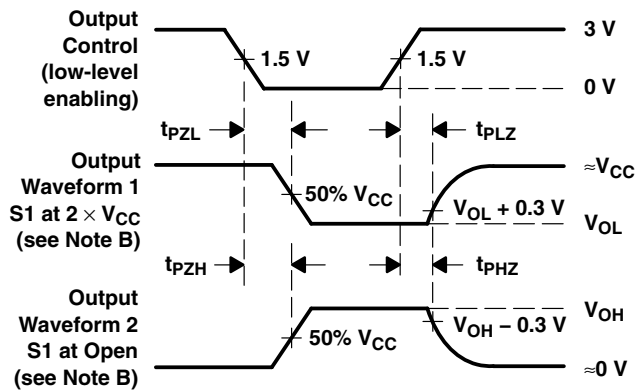 Output
Control
(low-level
enabling)
1.5 V
1.5 V
3 V
0 V
tPZL
tPLZ
Output
Waveform 1
S1 at 2 × VCC
(see Note B)
50% VCC
VOL + 0.3 V
≈VCC
VOL
tPZH
tPHZ
Output
Waveform 2
S1 at Open
(see Note B)
50% VCC
VOH − 0.3 V
VOH
≈0 V